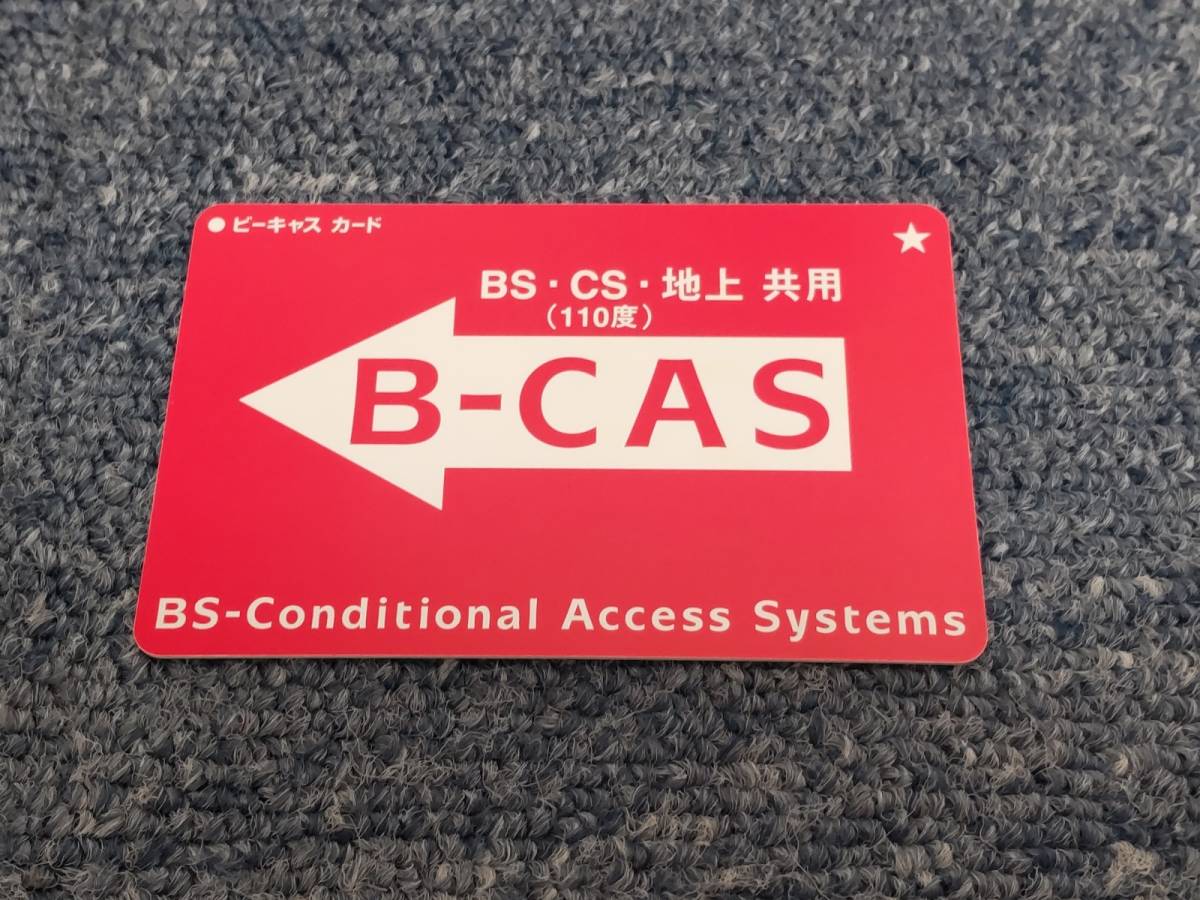 ● ビーキャス カード
★
BS・CS・地上 共用
(110度)
B-CAS
BS-Conditional Access Systems